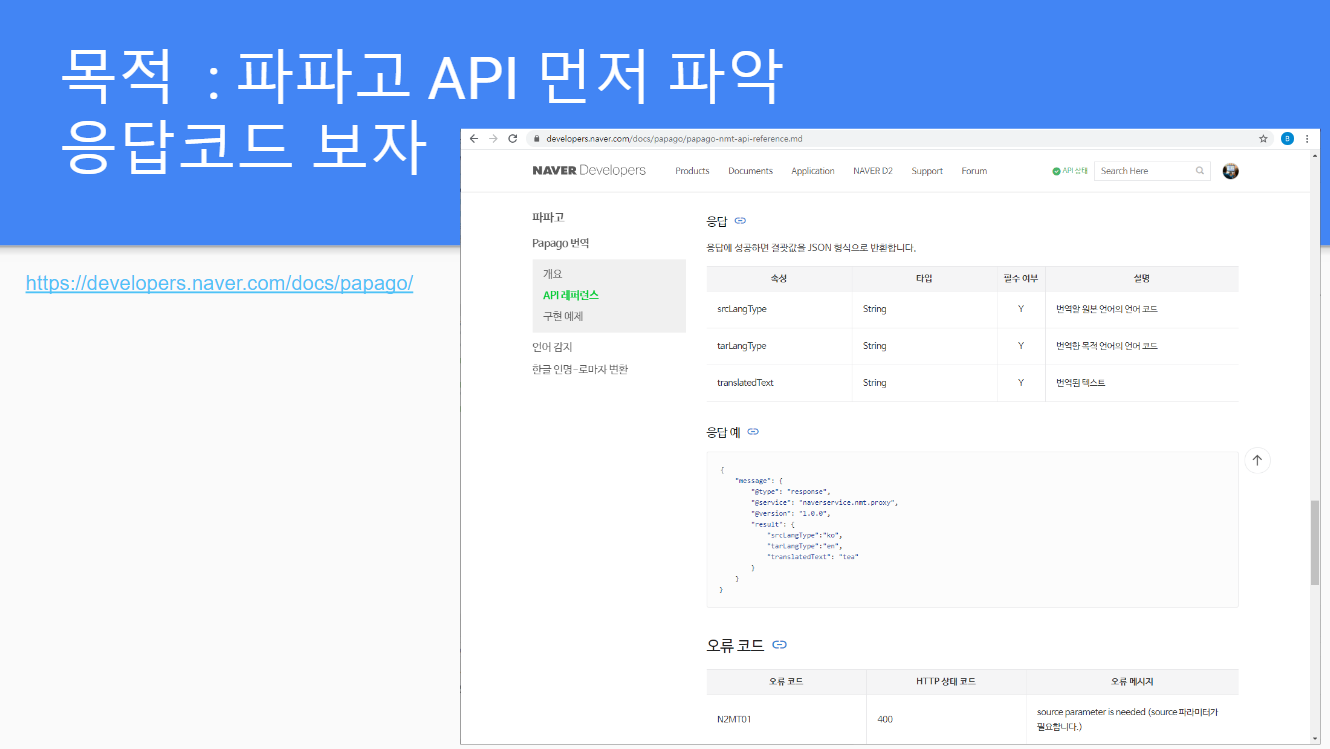 목적 : 파파고 API 먼저 파악
응답코드 보자
https://developers.naver.com/docs/papago/
developers.naver.com/docs/papago/papago-nmt-api-reference.md
B
NAVER Developers
Products Documents Application NAVER D2 Support Forum
API 상태
Search Here
파파고
Papago 번역
개요
API 레퍼런스
구현 예제
언어 감지
한글 인명-로마자 변환
응답
응답에 성공하면 결괏값을 JSON 형식으로 반환합니다.
속성 타입 필수 여부 설명
srcLangType String Y 번역할 원본 언어의 언어 코드
tarLangType String Y 번역한 목적 언어의 언어 코드
translatedText String Y 번역된 텍스트
응답 예
{
"message": {
"@type": "response",
"@service": "naverservice.nmt.proxy",
"@version": "1.0.0",
"result": {
"srcLangType":"ko",
"tarLangType":"en",
"translatedText": "tea"
}
}
}
오류 코드
오류 코드 HTTP 상태 코드 오류 메시지
N2MT01 400 source parameter is needed (source 파라미터가
필요합니다.)